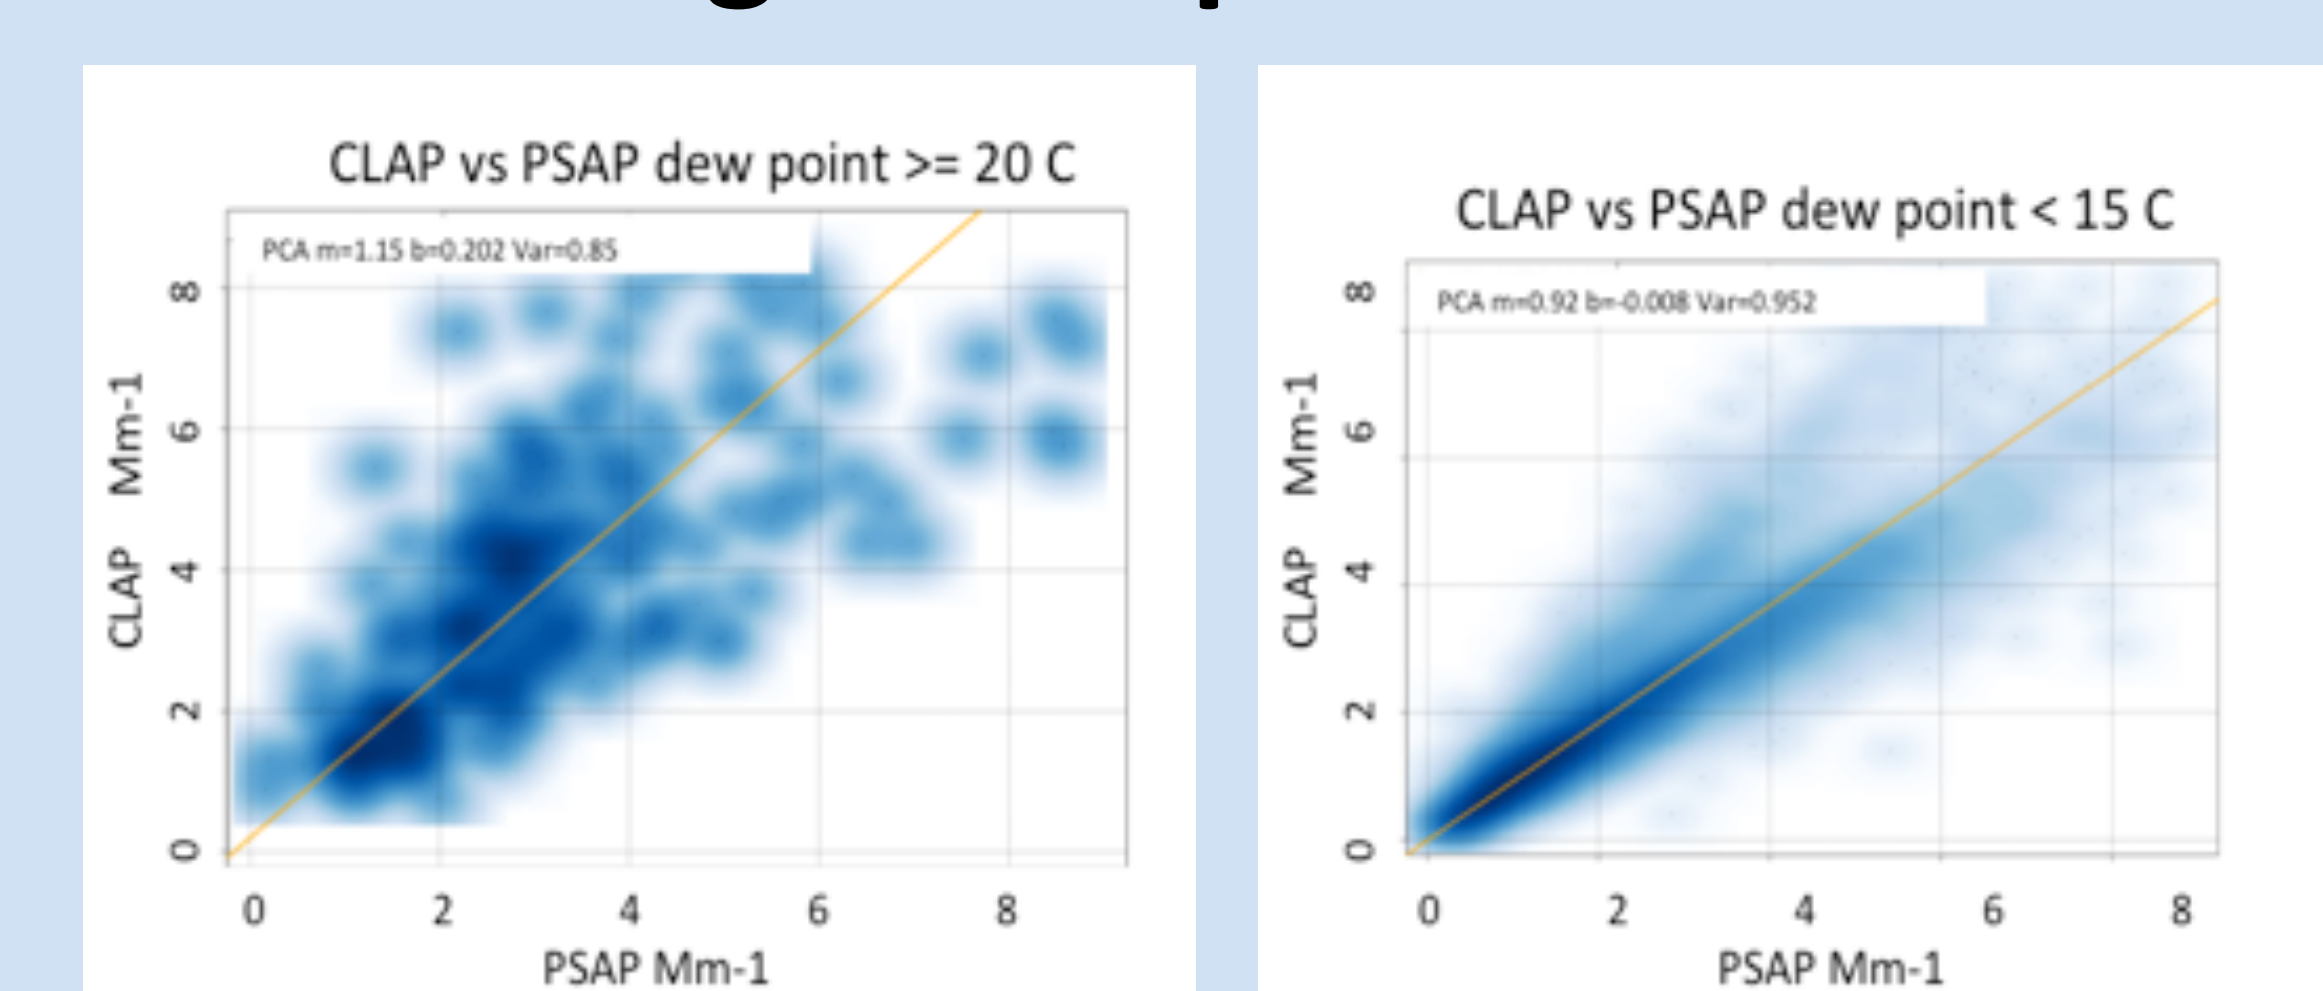 CLAP vs PSAP dew point >= 20 C
PCA m=1.15 b=0.202 Var=0.85
8
6
4
2
0
CLAP Mm-1
0 2 4 6 8
PSAP Mm-1
CLAP vs PSAP dew point < 15 C
PCA m=0.92 b=-0.008 Var=0.952
8
6
4
2
0
CLAP Mm-1
0 2 4 6 8
PSAP Mm-1